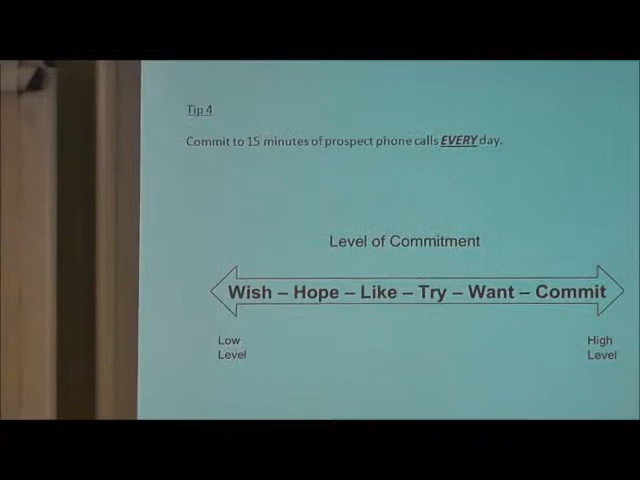 Tip 4
Commit to 15 minutes of prospect phone calls EVERY day.
Level of Commitment
Wish – Hope – Like – Try – Want – Commit
Low High
Level Level